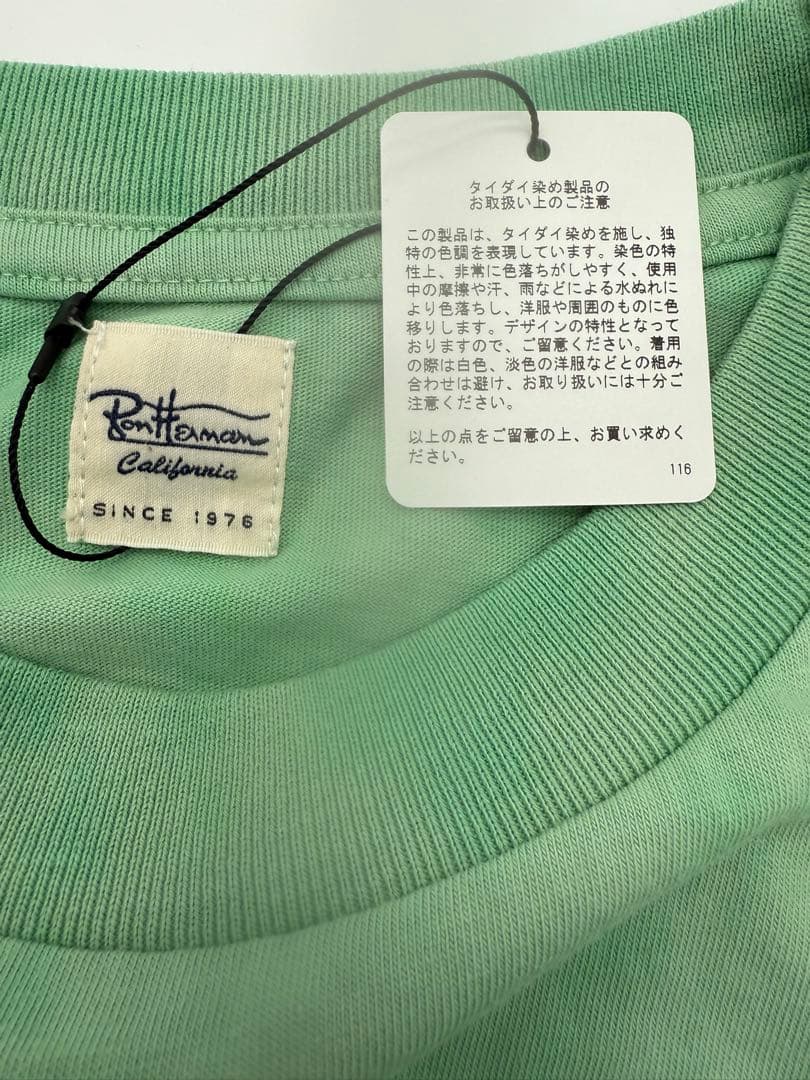 タイダイ染め製品の
お取扱い上のご注意
この製品は、タイダイ染めを施し、独
特の色調を表現しています。染色の特
性上、非常に色落ちがしやすく、使用
中の摩擦や汗、雨などによる水ぬれに
より色落ちし、洋服や周囲のものに色
移りします。デザインの特性となって
おりますので、ご留意ください。着用
の際は白色、淡色の洋服などとの組み
合わせは避け、お取り扱いには十分ご
注意ください。
以上の点をご留意の上、お買い求めく
ださい。
116
Ron Herman
California
SINCE 1976